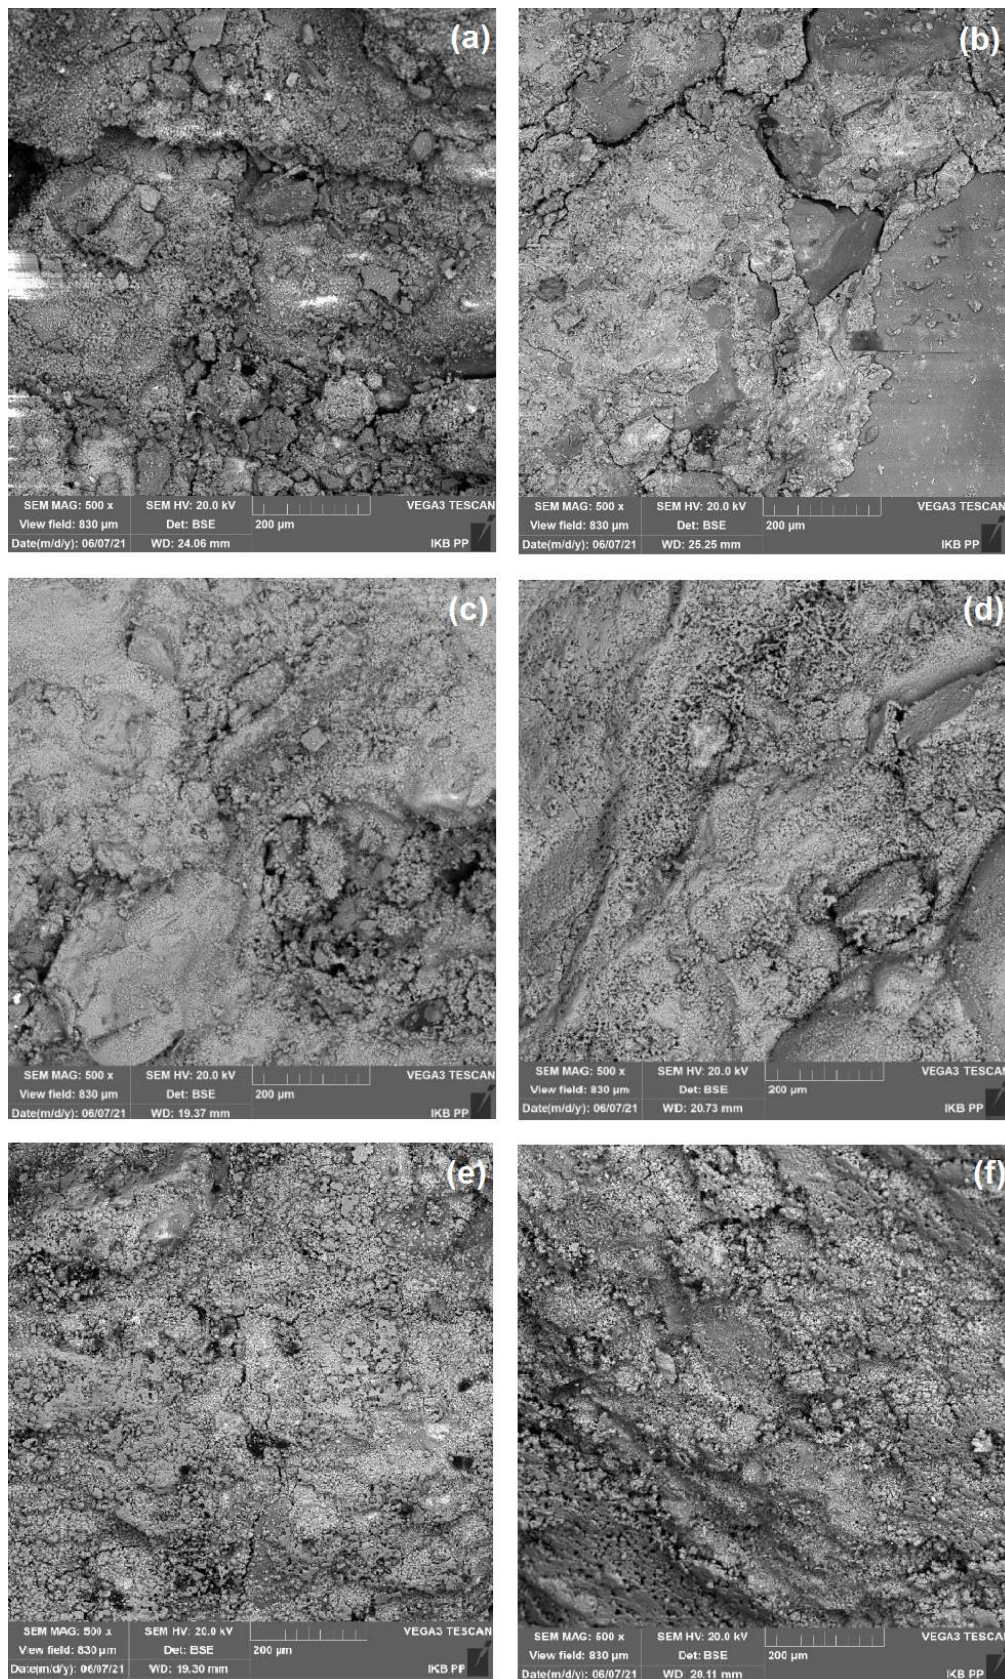 (a)
SEM MAG: 500 x SEM HV: 20.0 kV VEGA3 TESCAN
View field: 830 µm Det: BSE 200 µm
Date(m/d/y): 06/07/21 WD: 24.06 mm IKB PP
(b)
SEM MAG: 500 x SEM HV: 20.0 kV VEGA3 TESCAN
View field: 830 µm Det: BSE 200 µm
Date(m/d/y): 06/07/21 WD: 25.25 mm IKB PP
(c)
SEM MAG: 500 x SEM HV: 20.0 kV VEGA3 TESCAN
View field: 830 µm Det: BSE 200 µm
Date(m/d/y): 06/07/21 WD: 19.37 mm IKB PP
(d)
SEM MAG: 500 x SEM HV: 20.0 kV VEGA3 TESCAN
View field: 830 µm Det: BSE 200 µm
Date(m/d/y): 06/07/21 WD: 20.73 mm IKB PP
(e)
SEM MAG: 500 x SEM HV: 20.0 kV VEGA3 TESCAN
View field: 830 µm Det: BSE 200 µm
Date(m/d/y): 06/07/21 WD: 19.30 mm IKB PP
(f)
SEM MAG: 500 x SEM HV: 20.0 kV VEGA3 TESCAN
View field: 830 µm Det: BSE 200 µm
Date(m/d/y): 06/07/21 WD: 20.11 mm IKB PP